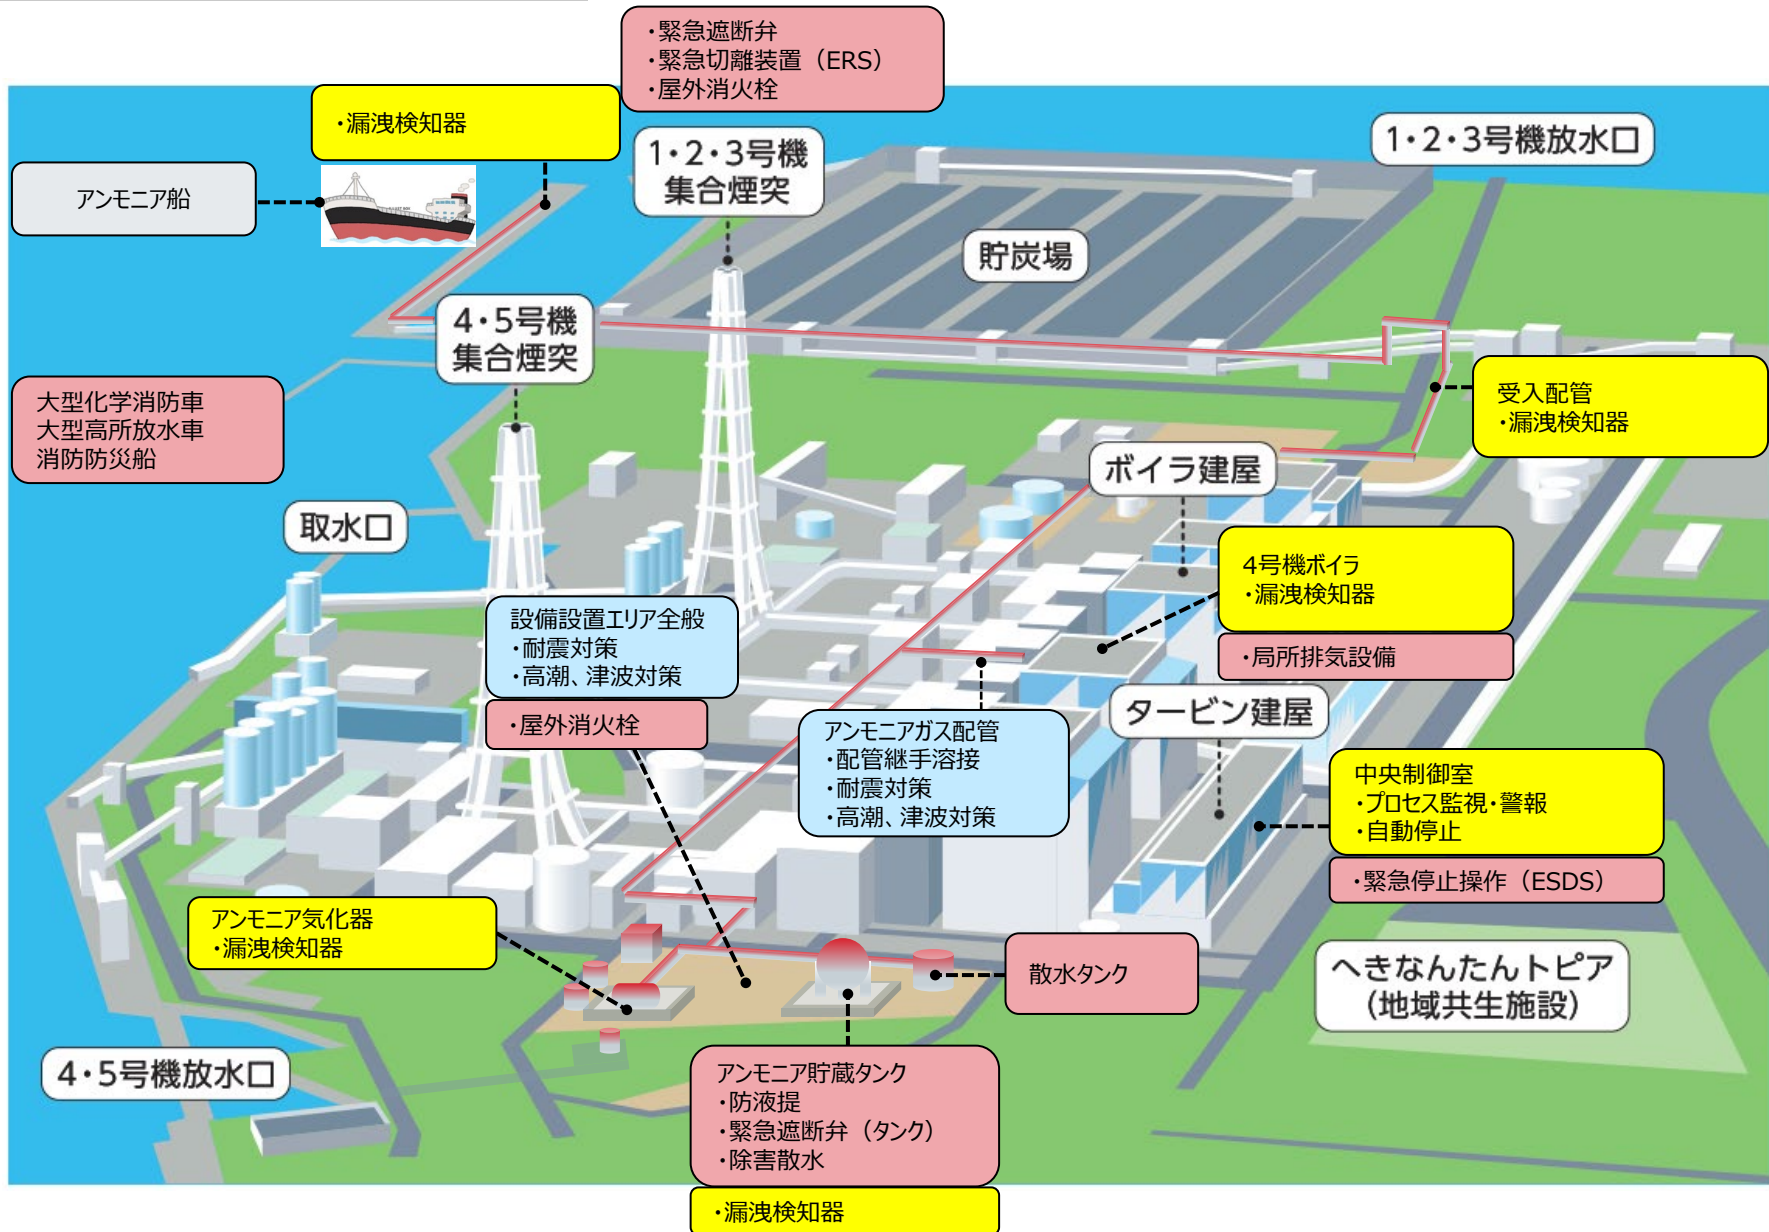 ・緊急遮断弁
・緊急切離装置（ERS）
・屋外消火栓
・漏洩検知器
アンモニア船
1・2・3号機
集合煙突
1・2・3号機放水口
貯炭場
4・5号機
集合煙突
大型化学消防車
大型高所放水車
消防防災船
受入配管
・漏洩検知器
ボイラ建屋
取水口
4号機ボイラ
・漏洩検知器
・局所排気設備
設備設置エリア全般
・耐震対策
・高潮、津波対策
・屋外消火栓
タービン建屋
アンモニアガス配管
・配管継手溶接
・耐震対策
・高潮、津波対策
中央制御室
・プロセス監視・警報
・自動停止
・緊急停止操作（ESDS）
アンモニア気化器
・漏洩検知器
散水タンク
へきなんたんトピア
（地域共生施設）
4・5号機放水口
アンモニア貯蔵タンク
・防液提
・緊急遮断弁（タンク）
・除害散水
・漏洩検知器